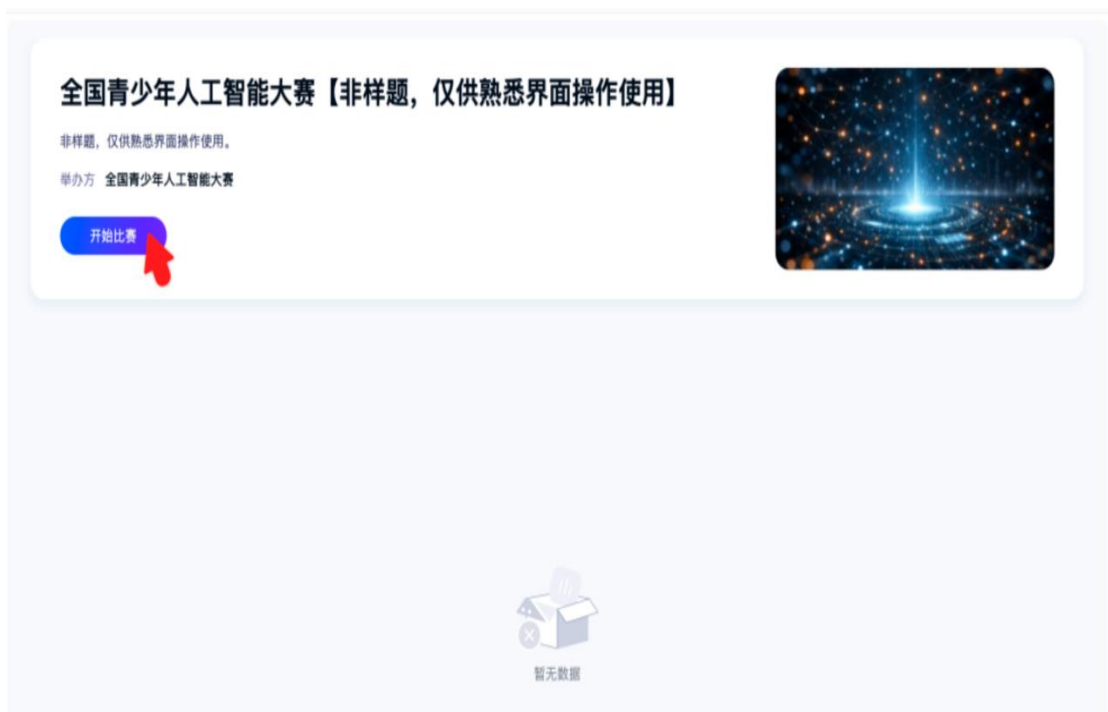 全国青少年人工智能大赛【非样题，仅供熟悉界面操作使用】
非样题，仅供熟悉界面操作使用。
举办方 全国青少年人工智能大赛
开始比赛
暂无数据